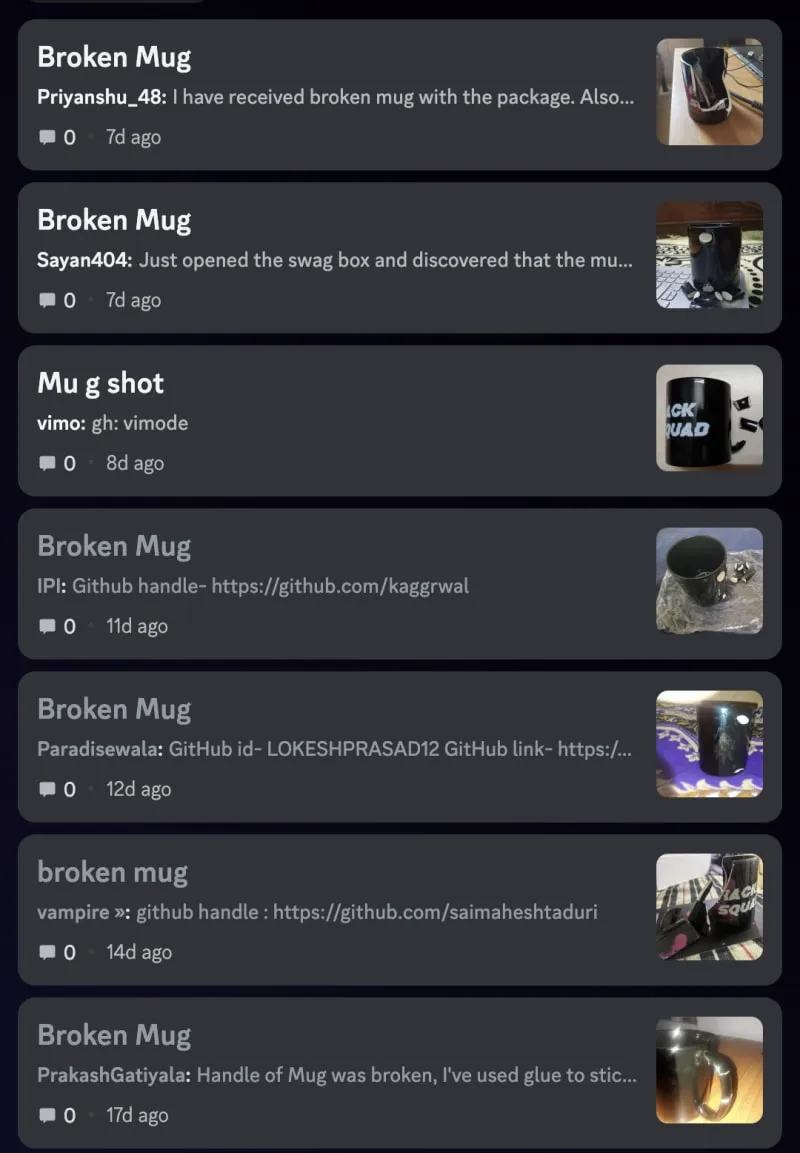 Broken Mug
Priyanshu_48: I have received broken mug with the package. Also...
0 • 7d ago
Broken Mug
Sayan404: Just opened the swag box and discovered that the mu...
0 • 7d ago
Mu g shot
vimo: gh: vimode
ACK
QUAD
0 • 8d ago
Broken Mug
IPI: Github handle- https://github.com/kaggrwal
0 • 11d ago
Broken Mug
Paradisewala: GitHub id- LOKESHPRASAD12 GitHub link- https:/...
0 • 12d ago
broken mug
vampire »: github handle : https://github.com/saimaheshtaduri
HACK
SQUA
0 • 14d ago
Broken Mug
PrakashGatiyala: Handle of Mug was broken, I've used glue to stic...
0 • 17d ago